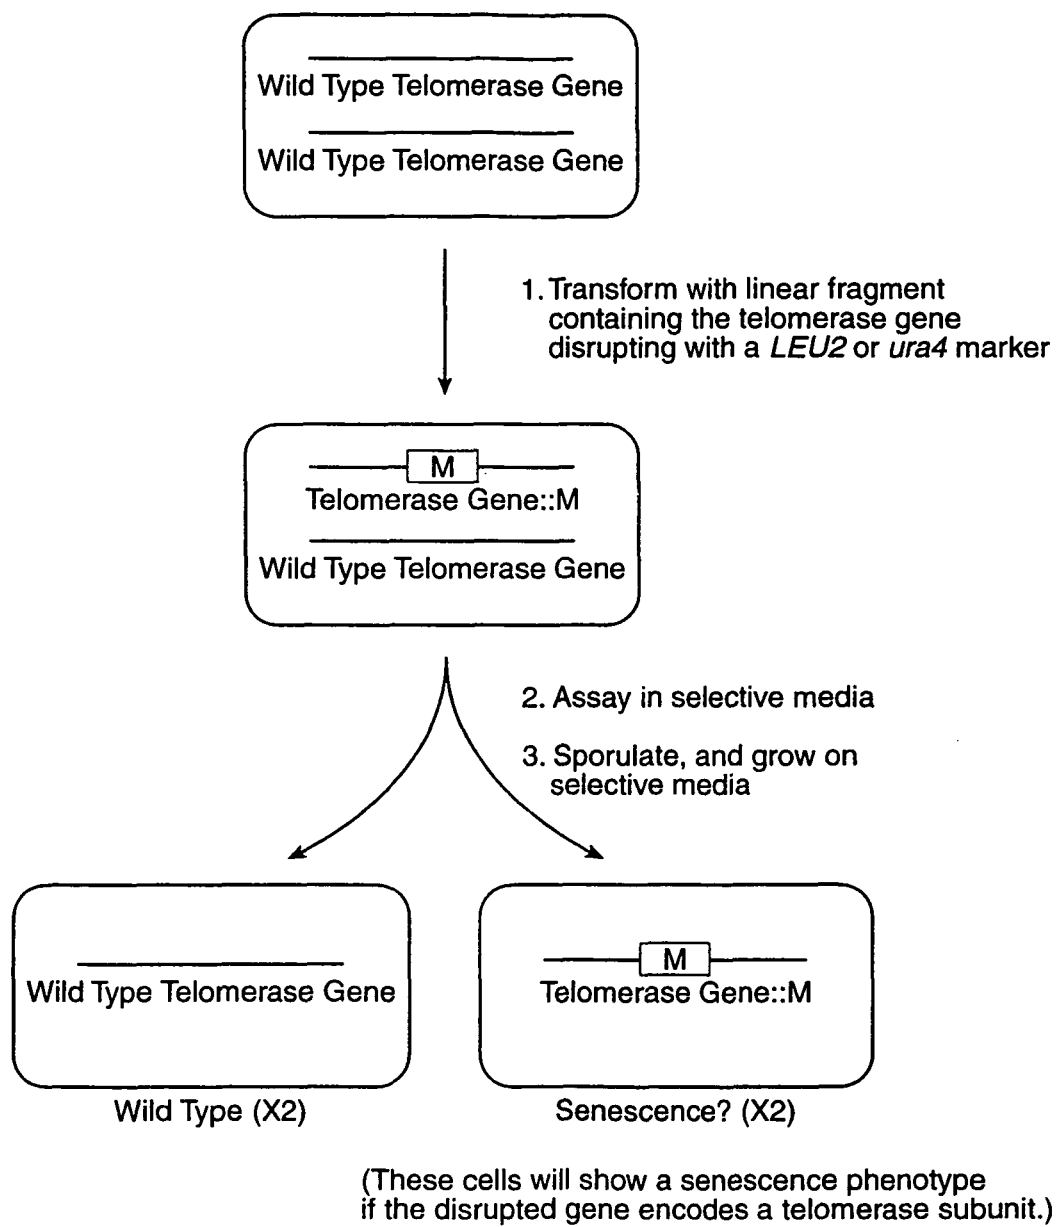 Wild Type Telomerase Gene
Wild Type Telomerase Gene
1. Transform with linear fragment
containing the telomerase gene
disrupting with a LEU2 or ura4 marker
M
Telomerase Gene::M
Wild Type Telomerase Gene
2. Assay in selective media
3. Sporulate, and grow on
selective media
Wild Type Telomerase Gene
Wild Type (X2)
M
Telomerase Gene::M
Senescence? (X2)
(These cells will show a senescence phenotype
if the disrupted gene encodes a telomerase subunit.)